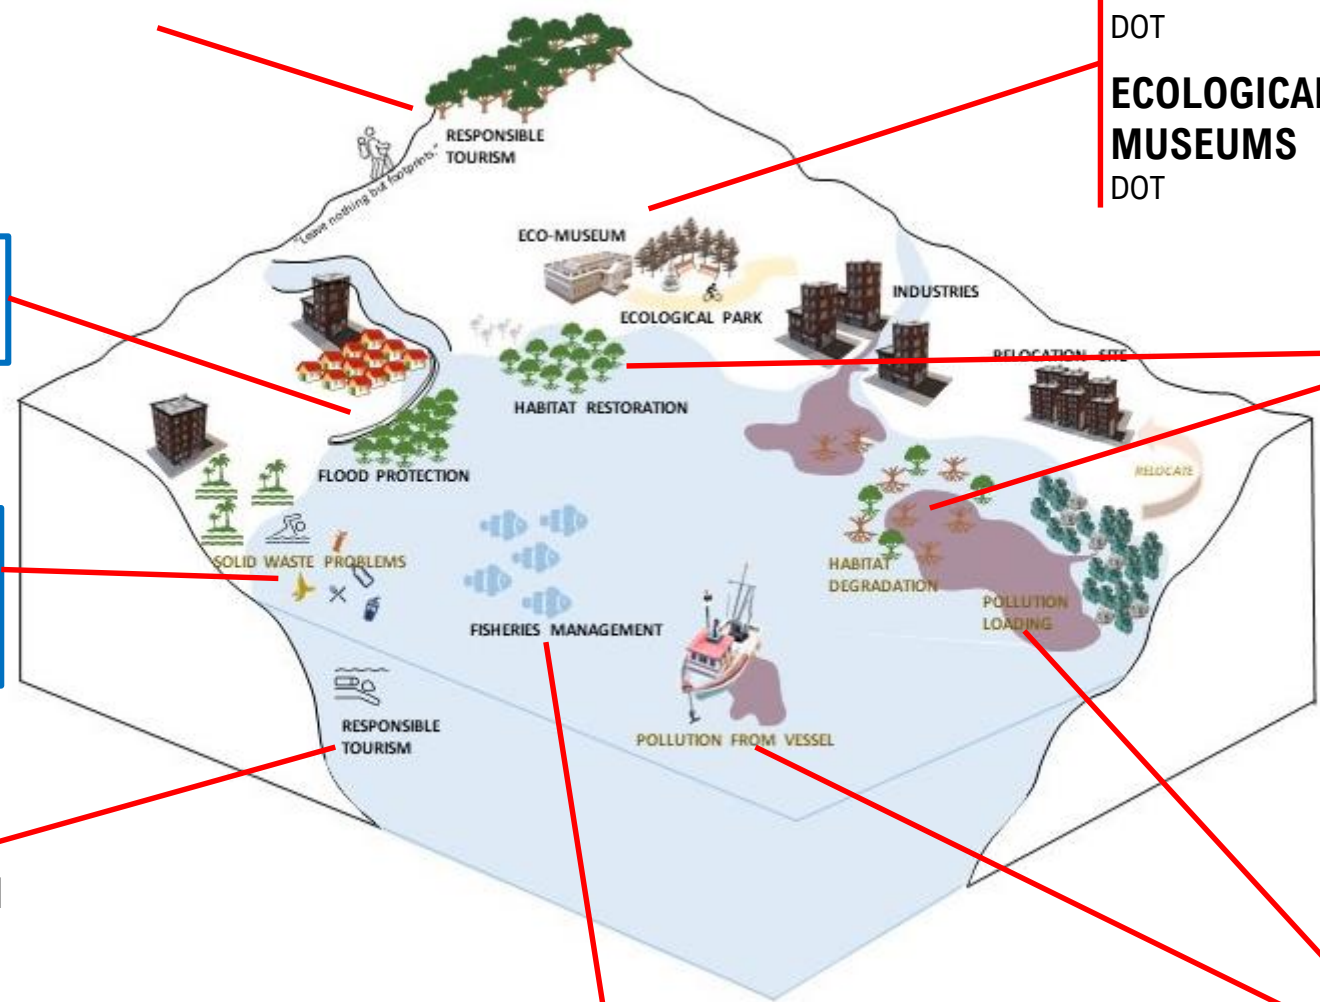 DOT
ECOLOGICAL
MUSEUMS
DOT
RESPONSIBLE
TOURISM
"Leave nothing but footprints."
ECO-MUSEUM
ECOLOGICAL PARK
INDUSTRIES
RELOCATION SITE
HABITAT RESTORATION
FLOOD PROTECTION
RELOCATE
SOLID WASTE PROBLEMS
HABITAT
DEGRADATION
POLLUTION
LOADING
FISHERIES MANAGEMENT
RESPONSIBLE
TOURISM
POLLUTION FROM VESSEL